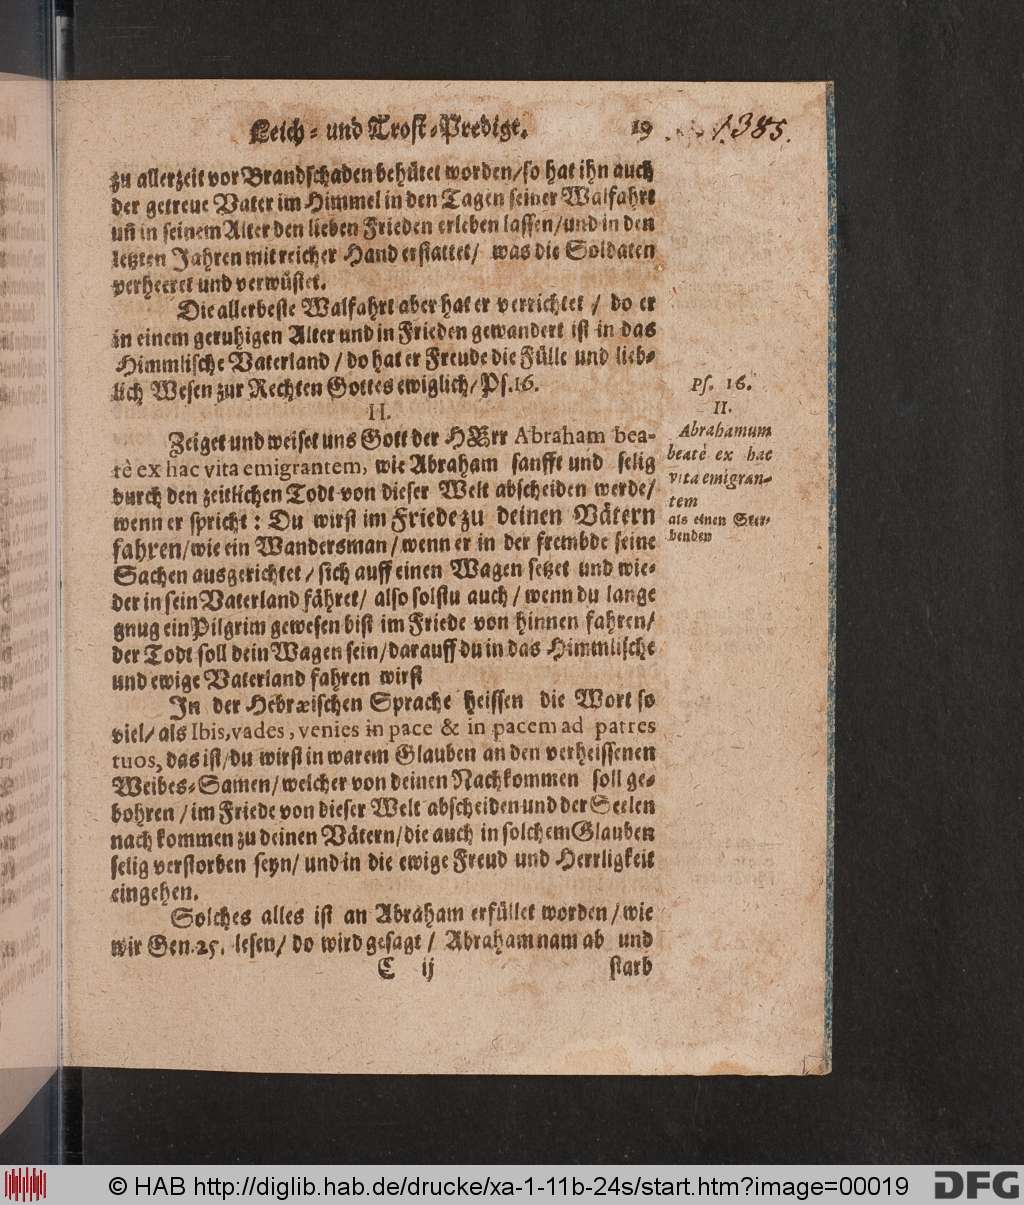 Leich- und Trost-Predigt. 19 1385.
zu allerzeit vor Brandschaden behütet worden/so hat ihn auch
der getreue Vater im Himmel in den Tagen seiner Walfahrt
uñ in seinem Alter den lieben Frieden erleben lassen/und in den
letzten Jahren mit reicher Hand erstattet/ was die Soldaten
verheeret und verwüstet.
Die allerbeste Walfahrt aber hat er verrichtet / do er
in einem geruhigen Alter und in Frieden gewandert ist in das
Himmlische Vaterland / do hat er Freude die Fülle und lieb-
lich Wesen zur Rechten Gottes ewiglich/Ps.16.
II.
Zeiget und weiset uns Gott der HErr Abraham bea-
tè ex hac vita emigrantem, wie Abraham sanfft und selig
durch den zeitlichen Todt von dieser Welt abscheiden werde/
wenn er spricht: Du wirst im Friede zu deinen Vätern
fahren/wie ein Wandersman/wenn er in der frembde seine
Sachen ausgerichtet/sich auff einen Wagen setzet und wie-
der in sein Vaterland fähret/ also solstu auch/wenn du lange
gnug ein Pilgrim gewesen bist im Friede von hinnen fahren/
der Todt soll dein Wagen sein/darauff du in das Himmlische
und ewige Vaterland fahren wirst
In der Hebræischen Sprache heissen die Wort so
viel/als Ibis, vades, venies in pace & in pacem ad patres
tuos, das ist/du wirst in warem Glauben an den verheissenen
Weibes-Samen/welcher von deinen Nachkommen soll ge-
bohren/im Friede von dieser Welt abscheiden und der Seelen
nach kommen zu deinen Vätern/die auch in solchem Glauben
selig verstorben seyn/ und in die ewige Freud und Herrligkeit
eingehen.
Solches alles ist an Abraham erfüllet worden/wie
wir Gen.25. lesen/ do wird gesagt/ Abraham nam ab und
C ij starb
Ps. 16.
II.
Abrahamum
beatè ex hac
vita emigran-
tem
als einen Ster-
benden
© HAB http://diglib.hab.de/drucke/xa-1-11b-24s/start.htm?image=00019 DFG